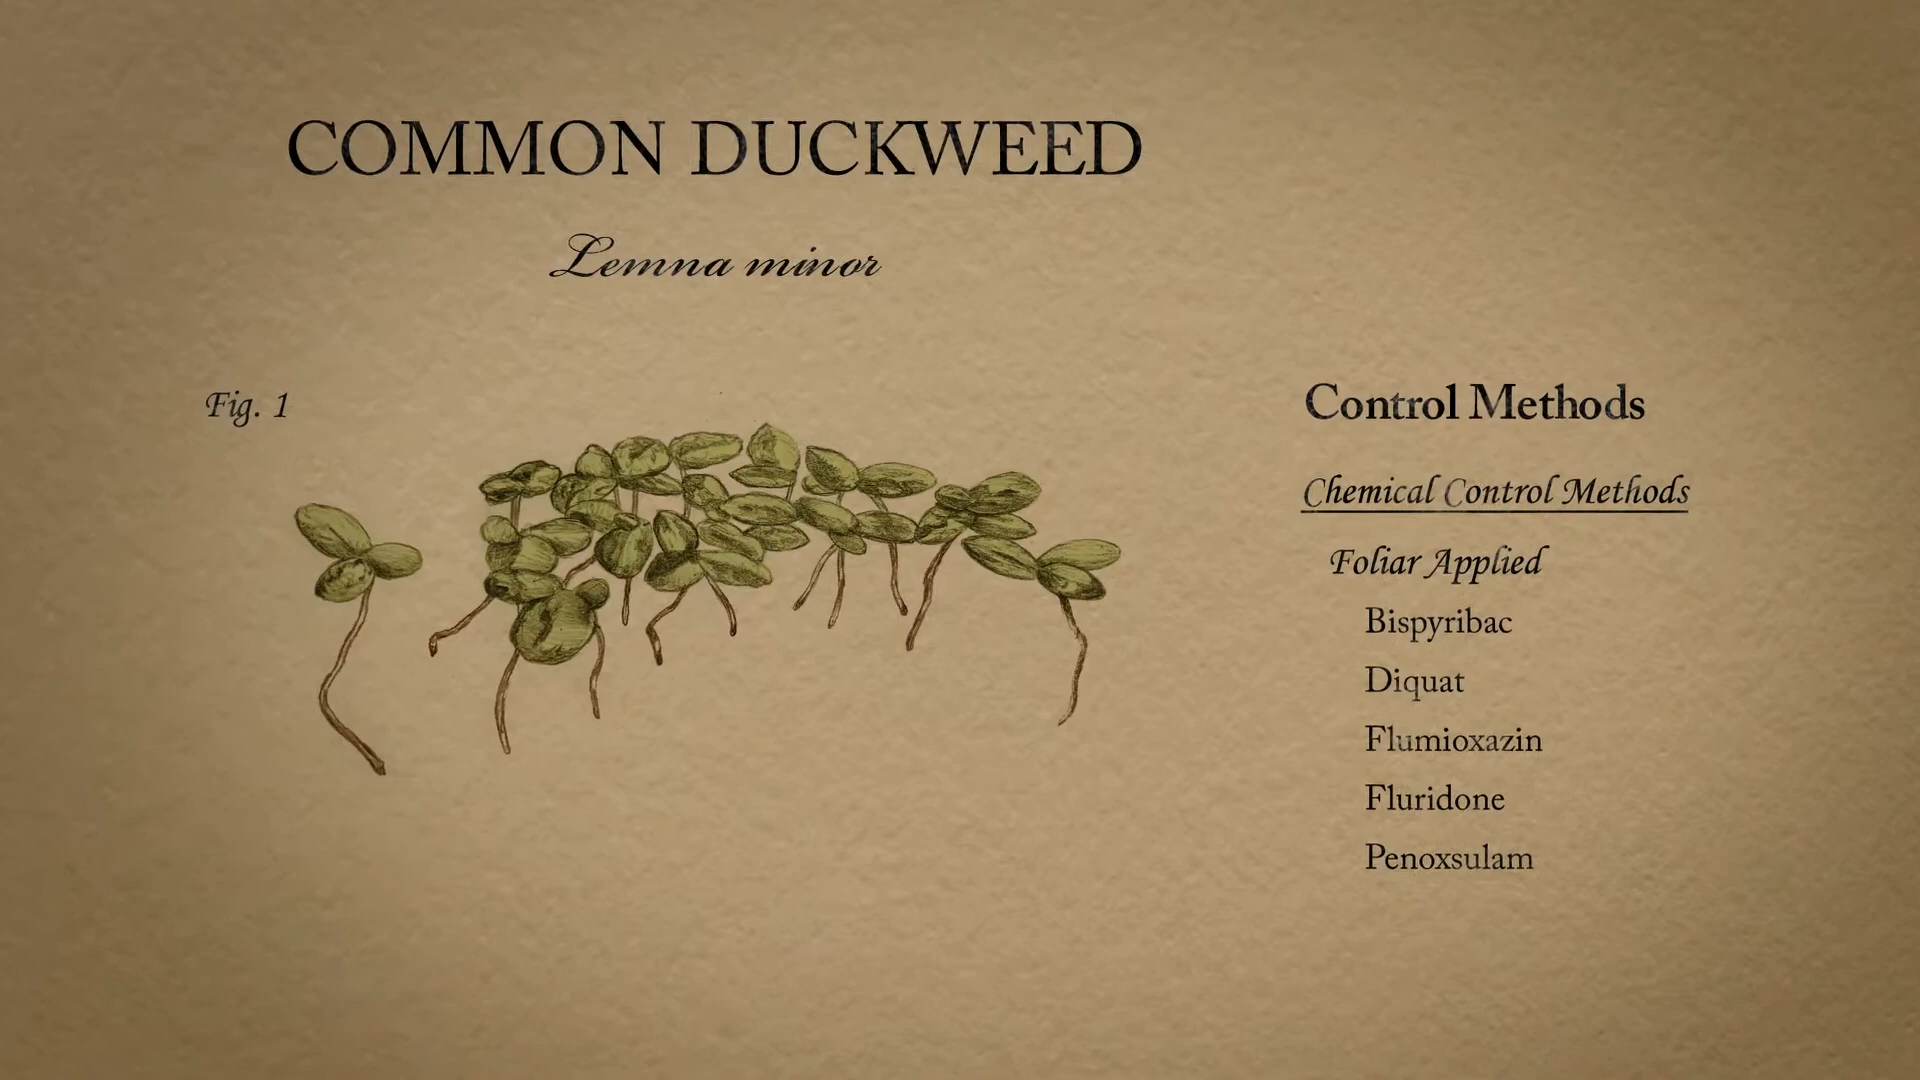 COMMON DUCKWEED
Lemna minor
Fig. 1
Control Methods
Chemical Control Methods
Foliar Applied
Bispyribac
Diquat
Flumioxazin
Fluridone
Penoxsulam